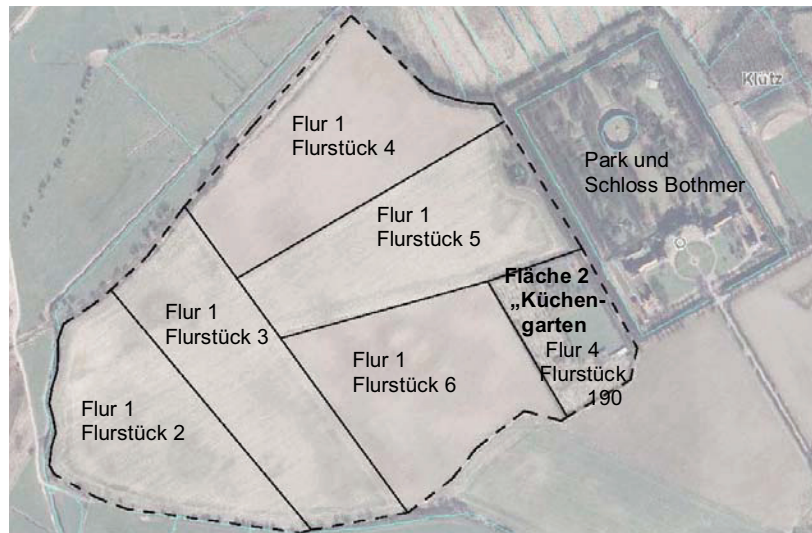 Klütz
Flur 1
Flurstück 4
Park und
Schloss Bothmer
Flur 1
Flurstück 5
Fläche 2
„Küchen-
garten
Flur 4
Flurstück
190
Flur 1
Flurstück 3
Flur 1
Flurstück 6
Flur 1
Flurstück 2